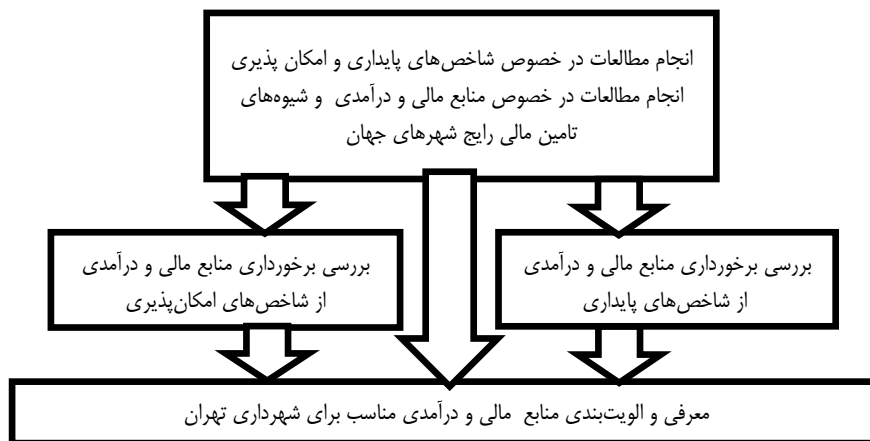 انجام مطالعات در خصوص شاخص‌های پایداری و امکان پذیری
انجام مطالعات در خصوص منابع مالی و درآمدی و شیوه‌های
تامین مالی رایج شهرهای جهان
بررسی برخورداری منابع مالی و درآمدی
از شاخص‌های پایداری
بررسی برخورداری منابع مالی و درآمدی
از شاخص‌های امکان‌پذیری
معرفی و الویت‌بندی منابع مالی و درآمدی مناسب برای شهرداری تهران